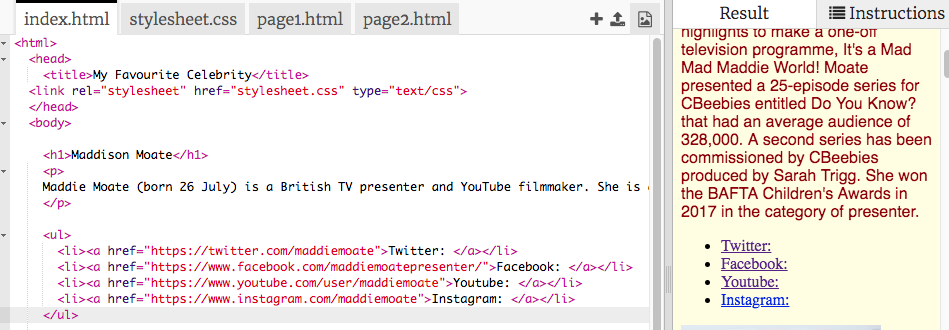 index.html stylesheet.css page1.html page2.html
<html>
<head>
<title>My Favourite Celebrity</title>
<link rel="stylesheet" href="stylesheet.css" type="text/css">
</head>
<body>
<h1>Maddison Moate</h1>
<p>
Maddie Moate (born 26 July) is a British TV presenter and YouTube filmmaker. She is
</p>
<ul>
<li><a href="https://twitter.com/maddiemoate">Twitter: </a></li>
<li><a href="https://www.facebook.com/maddiemoatepresenter/">Facebook: </a></li>
<li><a href="https://www.youtube.com/user/maddiemoate">Youtube: </a></li>
<li><a href="https://www.instagram.com/maddiemoate">Instagram: </a></li>
</ul>
Result Instructions
highlights to make a one-off
television programme, It's a Mad
Mad Maddie World! Moate
presented a 25-episode series for
CBeebies entitled Do You Know?
that had an average audience of
328,000. A second series has been
commissioned by CBeebies
produced by Sarah Trigg. She won
the BAFTA Children's Awards in
2017 in the category of presenter.
Twitter:
Facebook:
Youtube:
Instagram: